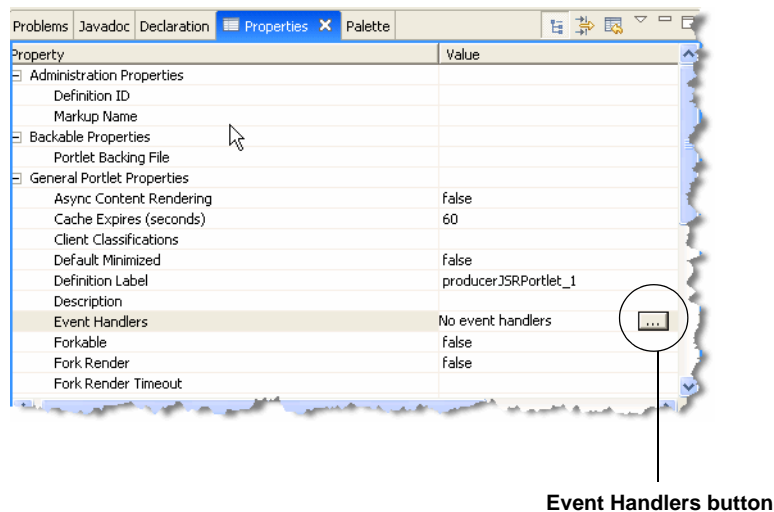 Problems Javadoc Declaration Properties Palette
Property Value
Administration Properties
Definition ID
Markup Name
Backable Properties
Portlet Backing File
General Portlet Properties
Async Content Rendering false
Cache Expires (seconds) 60
Client Classifications
Default Minimized false
Definition Label producerJSRPortlet_1
Description
Event Handlers No event handlers ...
Forkable false
Fork Render false
Fork Render Timeout
Event Handlers button